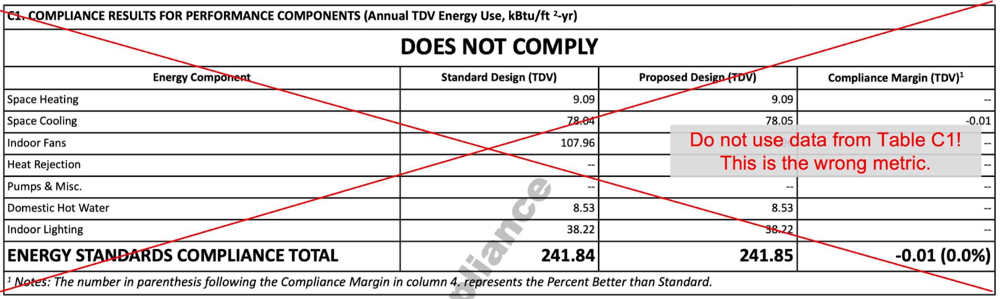 C1. COMPLIANCE RESULTS FOR PERFORMANCE COMPONENTS (Annual TDV Energy Use, kBtu/ft ²-yr)
DOES NOT COMPLY
Energy Component Standard Design (TDV) Proposed Design (TDV) Compliance Margin (TDV)¹
Space Heating 9.09 9.09 --
Space Cooling 78.04 78.05 -0.01
Indoor Fans 107.96 --
Do not use data from Table C1!
This is the wrong metric.
Heat Rejection -- --
Pumps & Misc. -- -- --
Domestic Hot Water 8.53 8.53 --
Indoor Lighting 38.22 38.22 --
ENERGY STANDARDS COMPLIANCE TOTAL 241.84 241.85 -0.01 (0.0%)
¹ Notes: The number in parenthesis following the Compliance Margin in column 4. represents the Percent Better than Standard.
pliance